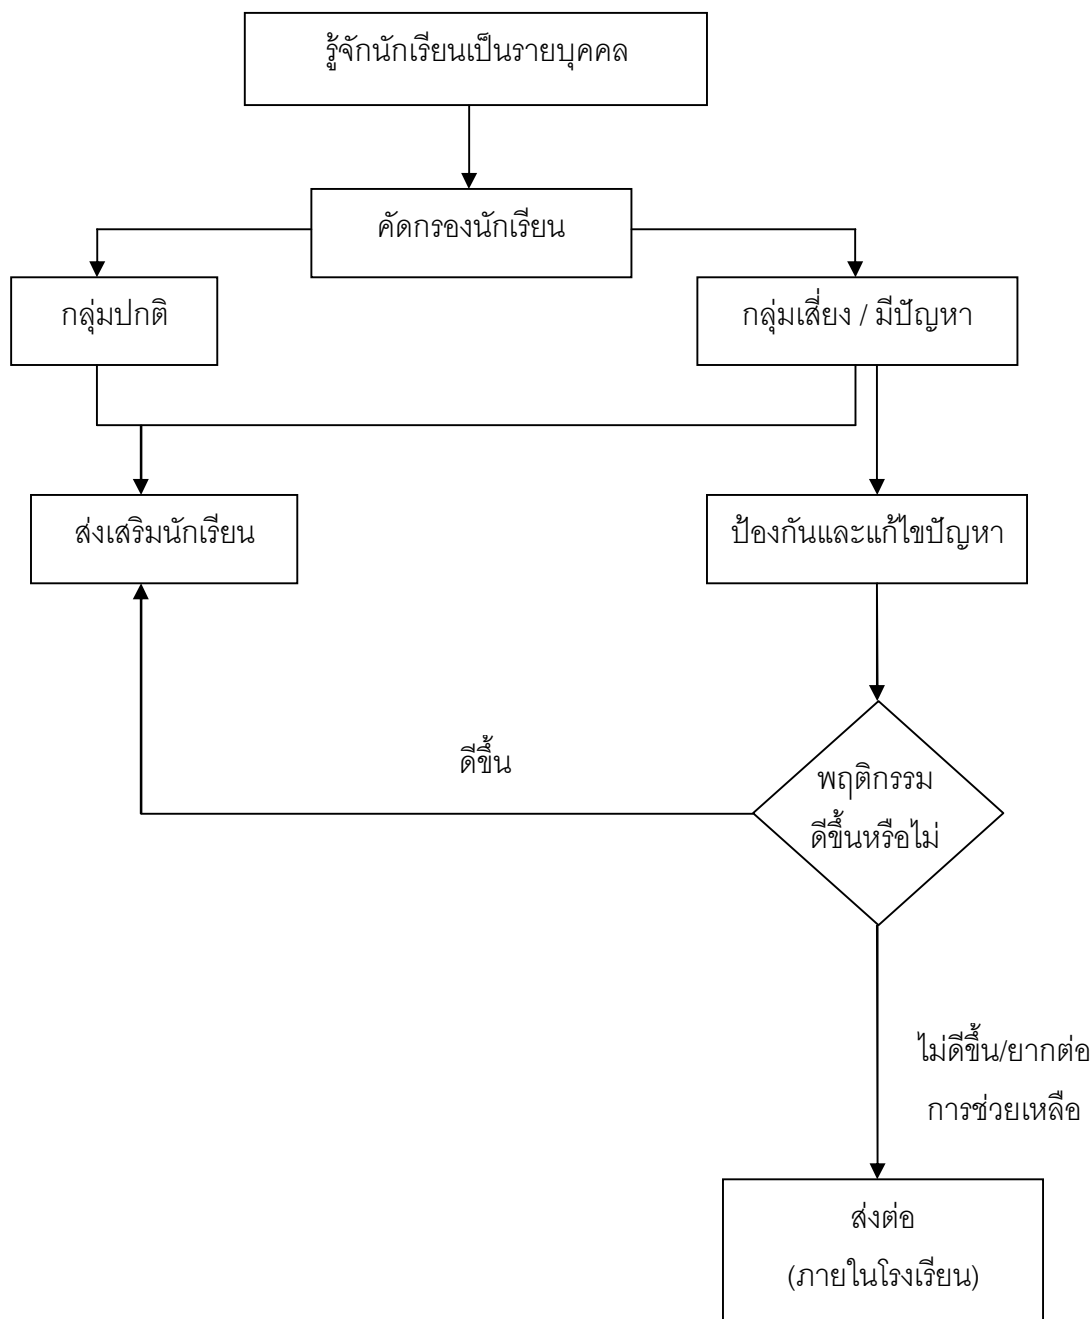 รู้จักนักเรียนเป็นรายบุคคล
คัดกรองนักเรียน
กลุ่มปกติ
กลุ่มเสี่ยง / มีปัญหา
ส่งเสริมนักเรียน
ป้องกันและแก้ไขปัญหา
ดีขึ้น
พฤติกรรม
ดีขึ้นหรือไม่
ไม่ดีขึ้น/ยากต่อ
การช่วยเหลือ
ส่งต่อ
(ภายในโรงเรียน)